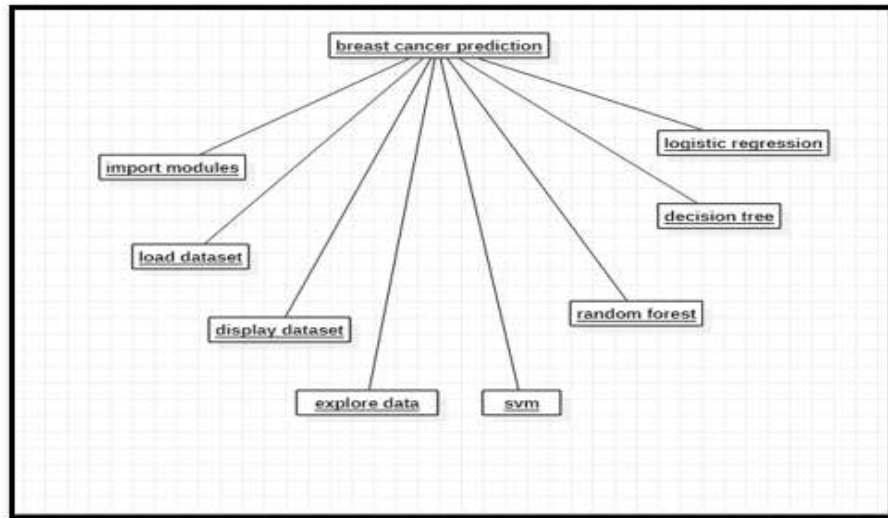 breast cancer prediction
logistic regression
import modules
decision tree
load dataset
random forest
display dataset
explore data
svm